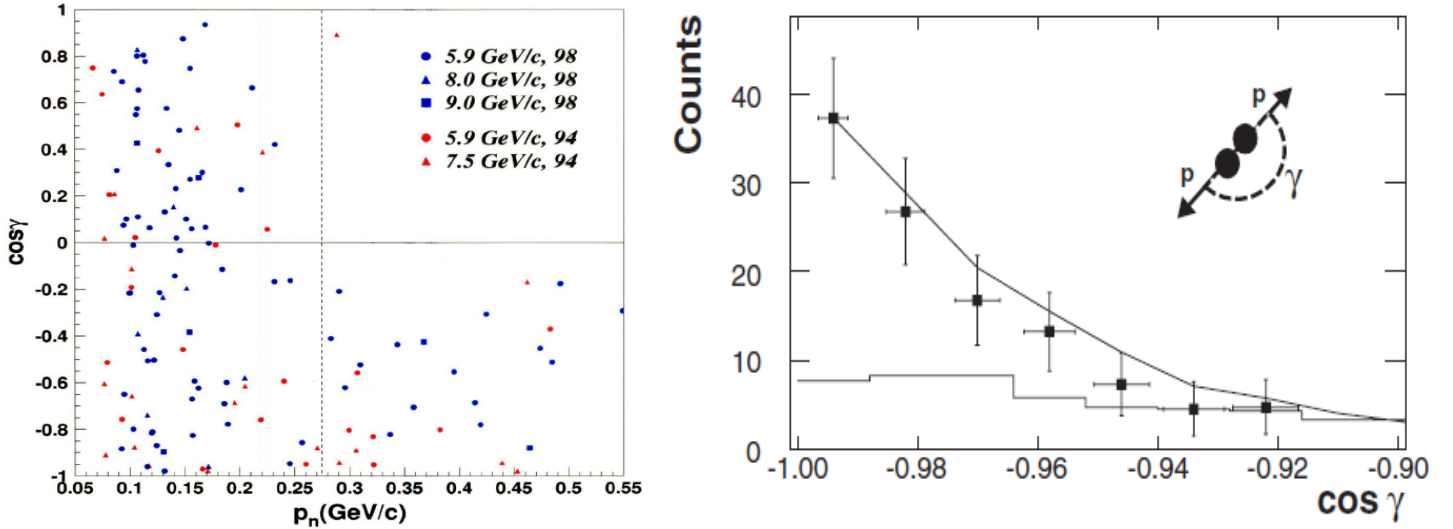 1
0.8
0.6
0.4
0.2
0
-0.2
-0.4
-0.6
-0.8
-1
cosγ
5.9 GeV/c, 98
8.0 GeV/c, 98
9.0 GeV/c, 98
5.9 GeV/c, 94
7.5 GeV/c, 94
0.05 0.1 0.15 0.2 0.25 0.3 0.35 0.4 0.45 0.5 0.55
pn(GeV/c)
Counts
40
30
20
10
0
p
p
γ
-1.00 -0.98 -0.96 -0.94 -0.92 -0.90
cos γ